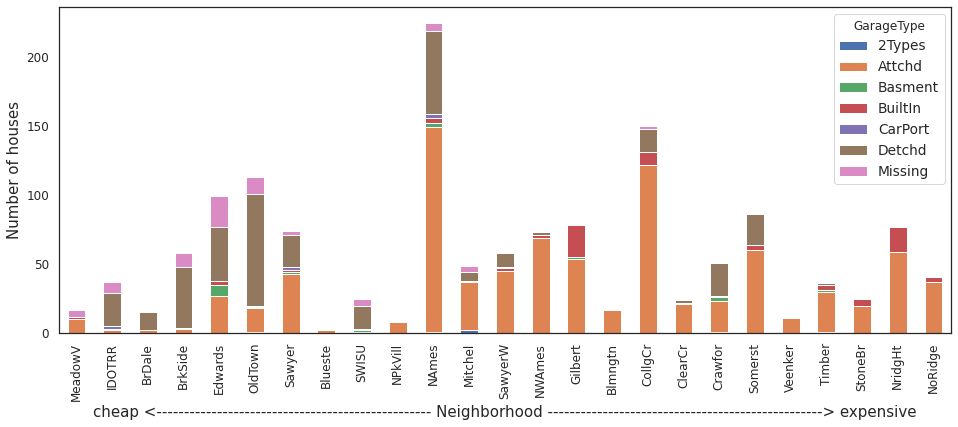 GarageType
2Types
Attchd
Basment
BuiltIn
CarPort
Detchd
Missing
Number of houses
200
150
100
50
0
MeadowV
IDOTRR
BrDale
BrkSide
Edwards
OldTown
Sawyer
Blueste
SWISU
NPkVill
NAmes
Mitchel
SawyerW
NWAmes
Gilbert
Blmngtn
CollgCr
ClearCr
Crawfor
Somerst
Veenker
Timber
StoneBr
NridgHt
NoRidge
cheap <-------------------------------------------------- Neighborhood --------------------------------------------------> expensive